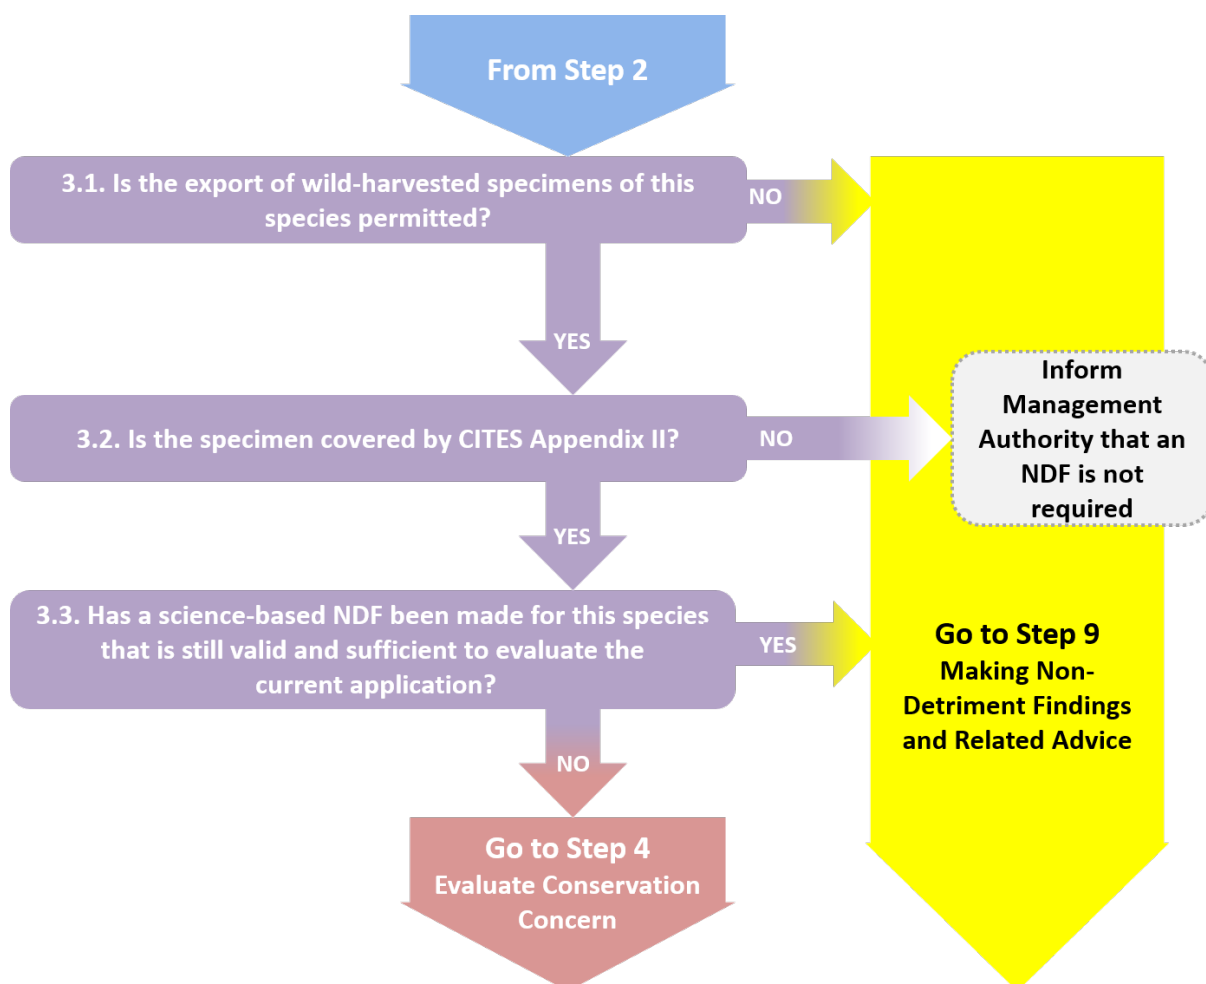 From Step 2
3.1. Is the export of wild-harvested specimens of this
species permitted?
NO
YES
3.2. Is the specimen covered by CITES Appendix II?
NO
Inform
Management
Authority that an
NDF is not
required
YES
3.3. Has a science-based NDF been made for this species
that is still valid and sufficient to evaluate the
current application?
YES
Go to Step 9
Making Non-
Detriment Findings
and Related Advice
NO
Go to Step 4
Evaluate Conservation
Concern